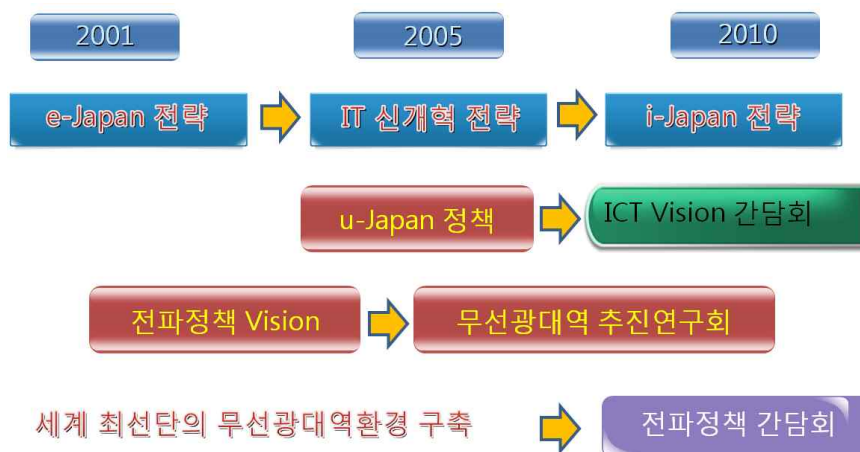 2001 2005 2010
e-Japan 전략 IT 신개혁 전략 i-Japan 전략
u-Japan 정책 ICT Vision 간담회
전파정책 Vision 무선광대역 추진연구회
세계 최선단의 무선광대역환경 구축 전파정책 간담회